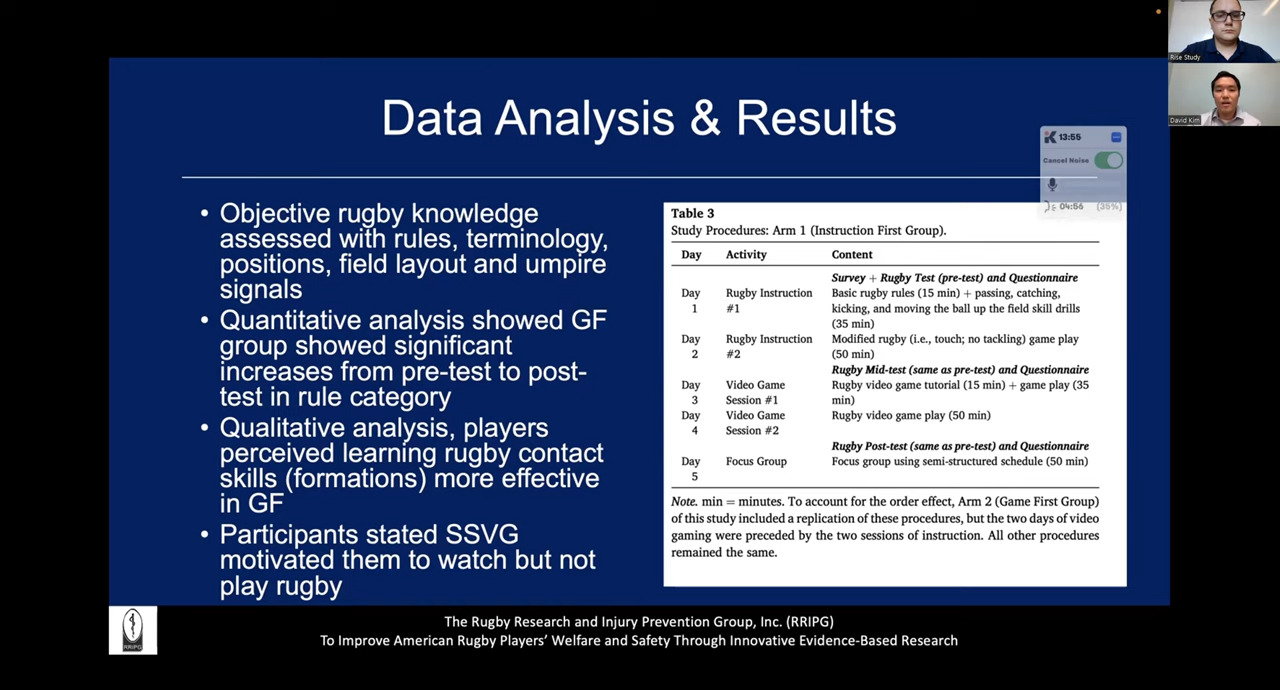 Data Analysis & Results
• Objective rugby knowledge
assessed with rules, terminology,
positions, field layout and umpire
signals
• Quantitative analysis showed GF
group showed significant
increases from pre-test to post-
test in rule category
• Qualitative analysis, players
perceived learning rugby contact
skills (formations) more effective
in GF
• Participants stated SSVG
motivated them to watch but not
play rugby
Table 3
Study Procedures: Arm 1 (Instruction First Group).
Day Activity Content
Survey + Rugby Test (pre-test) and Questionnaire
Day Rugby Instruction Basic rugby rules (15 min) + passing, catching,
1 #1 kicking, and moving the ball up the field skill drills
(35 min)
Day Rugby Instruction Modified rugby (i.e., touch; no tackling) game play
2 #2 (50 min)
Rugby Mid-test (same as pre-test) and Questionnaire
Day Video Game Rugby video game tutorial (15 min) + game play (35
3 Session #1 min)
Day Video Game Rugby video game play (50 min)
4 Session #2
Rugby Post-test (same as pre-test) and Questionnaire
Day Focus Group Focus group using semi-structured schedule (50 min)
5
Note. min = minutes. To account for the order effect, Arm 2 (Game First Group)
of this study included a replication of these procedures, but the two days of video
gaming were preceded by the two sessions of instruction. All other procedures
remained the same.
13:55
Cancel Noise
04:56 (35%)
Rise Study
David Kim
RRIPG
The Rugby Research and Injury Prevention Group, Inc. (RRIPG)
To Improve American Rugby Players' Welfare and Safety Through Innovative Evidence-Based Research